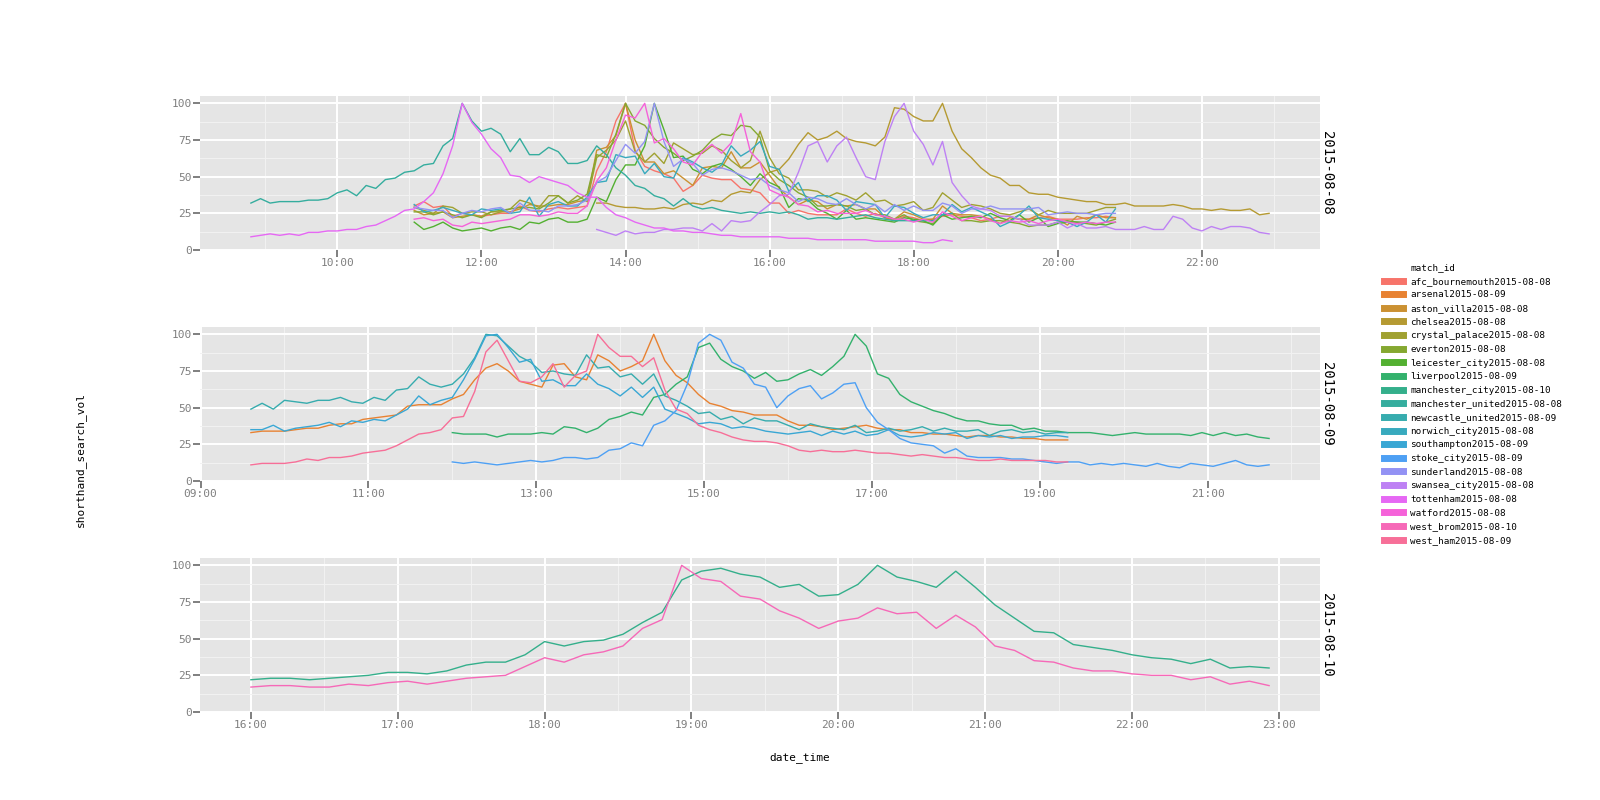 100
75
50
25
0
10:00 12:00 14:00 16:00 18:00 20:00 22:00
2015-08-08
100
75
50
25
0
09:00 11:00 13:00 15:00 17:00 19:00 21:00
2015-08-09
100
75
50
25
0
16:00 17:00 18:00 19:00 20:00 21:00 22:00 23:00
2015-08-10
shorthand_search_vol
date_time
match_id
afc_bournemouth2015-08-08
arsenal2015-08-09
aston_villa2015-08-08
chelsea2015-08-08
crystal_palace2015-08-08
everton2015-08-08
leicester_city2015-08-08
liverpool2015-08-09
manchester_city2015-08-10
manchester_united2015-08-08
newcastle_united2015-08-09
norwich_city2015-08-08
southampton2015-08-09
stoke_city2015-08-09
sunderland2015-08-08
swansea_city2015-08-08
tottenham2015-08-08
watford2015-08-08
west_brom2015-08-10
west_ham2015-08-09